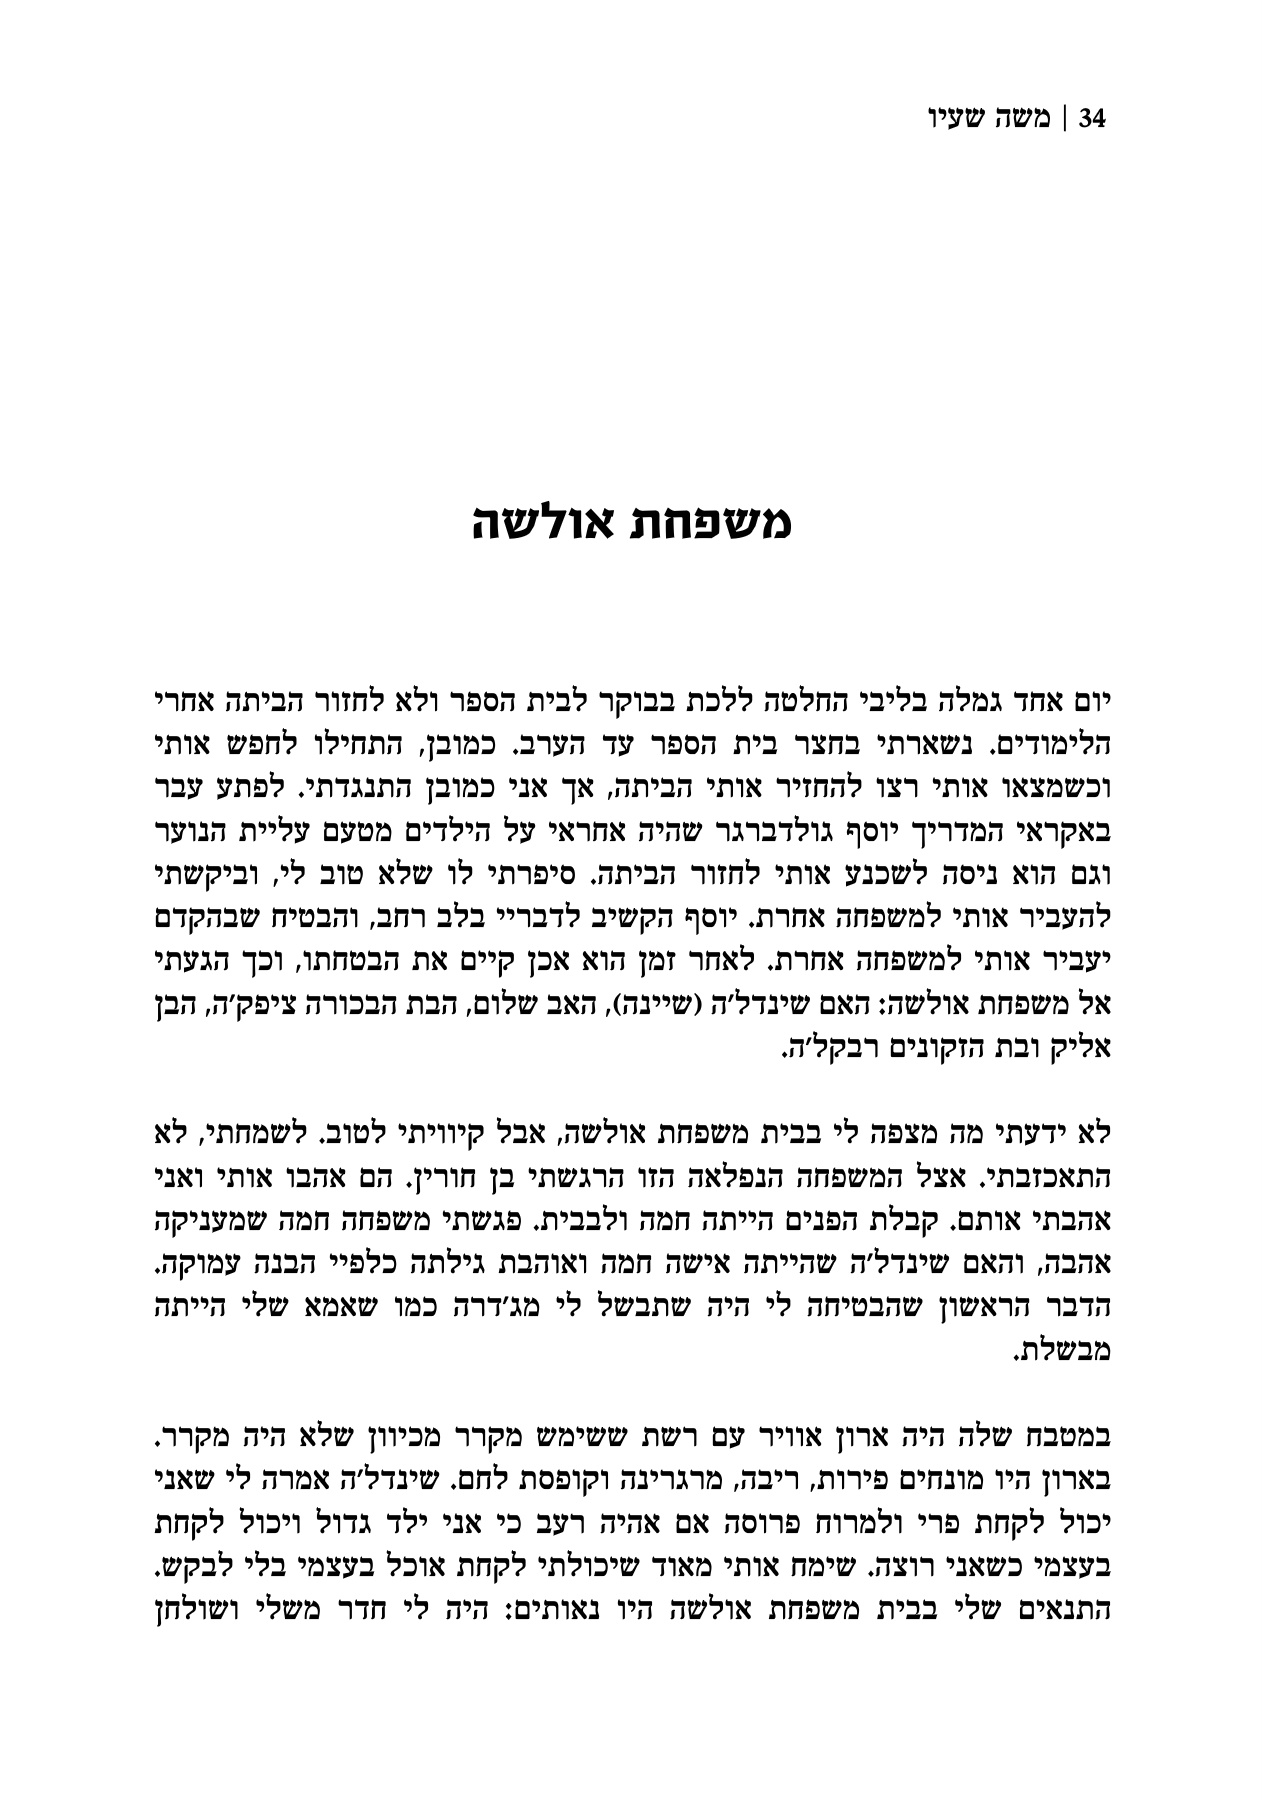 34 | משה שעיו
משפחת אולשה
יום אחד גמלה בליבי החלטה ללכת בבוקר לבית הספר ולא לחזור הביתה אחרי
הלימודים. נשארתי בחצר בית הספר עד הערב. כמובן, התחילו לחפש אותי
וכשמצאו אותי רצו להחזיר אותי הביתה, אך אני כמובן התנגדתי. לפתע עבר
באקראי המדריך יוסף גולדברגר שהיה אחראי על הילדים מטעם עליית הנוער
וגם הוא ניסה לשכנע אותי לחזור הביתה. סיפרתי לו שלא טוב לי, וביקשתי
להעביר אותי למשפחה אחרת. יוסף הקשיב לדבריי בלב רחב, והבטיח שבהקדם
יעביר אותי למשפחה אחרת. לאחר זמן הוא אכן קיים את הבטחתו, וכך הגעתי
אל משפחת אולשה: האם שינדל'ה (שיינה), האב שלום, הבת הבכורה ציפק'ה, הבן
אליק ובת הזקונים רבקל'ה.
לא ידעתי מה מצפה לי בבית משפחת אולשה, אבל קיוויתי לטוב. לשמחתי, לא
התאכזבתי. אצל המשפחה הנפלאה הזו הרגשתי בן חורין. הם אהבו אותי ואני
אהבתי אותם. קבלת הפנים הייתה חמה ולבבית. פגשתי משפחה חמה שמעניקה
אהבה, והאם שינדל'ה שהייתה אישה חמה ואוהבת גילתה כלפיי הבנה עמוקה.
הדבר הראשון שהבטיחה לי היה שתבשל לי מג'דרה כמו שאמא שלי הייתה
מבשלת.
במטבח שלה היה ארון אוויר עם רשת ששימש מקרר מכיוון שלא היה מקרר.
בארון היו מונחים פירות, ריבה, מרגרינה וקופסת לחם. שינדל'ה אמרה לי שאני
יכול לקחת פרי ולמרוח פרוסה אם אהיה רעב כי אני ילד גדול ויכול לקחת
בעצמי כשאני רוצה. שימח אותי מאוד שיכולתי לקחת אוכל בעצמי בלי לבקש.
התנאים שלי בבית משפחת אולשה היו נאותים: היה לי חדר משלי ושולחן